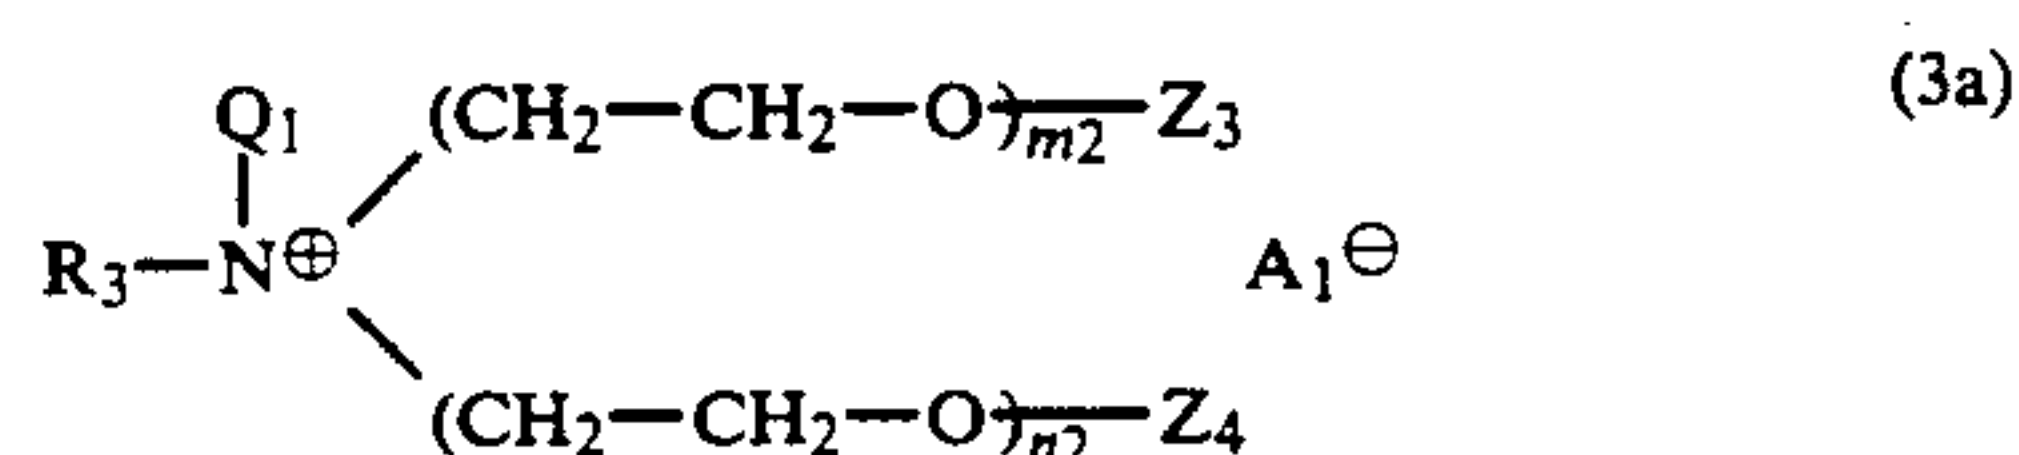 Q₁ (CH₂—CH₂—O)ₘ₂—Z₃ (3a)
R₃—N⊕ A₁⊖
(CH₂—CH₂—O)ₙ₂—Z₄